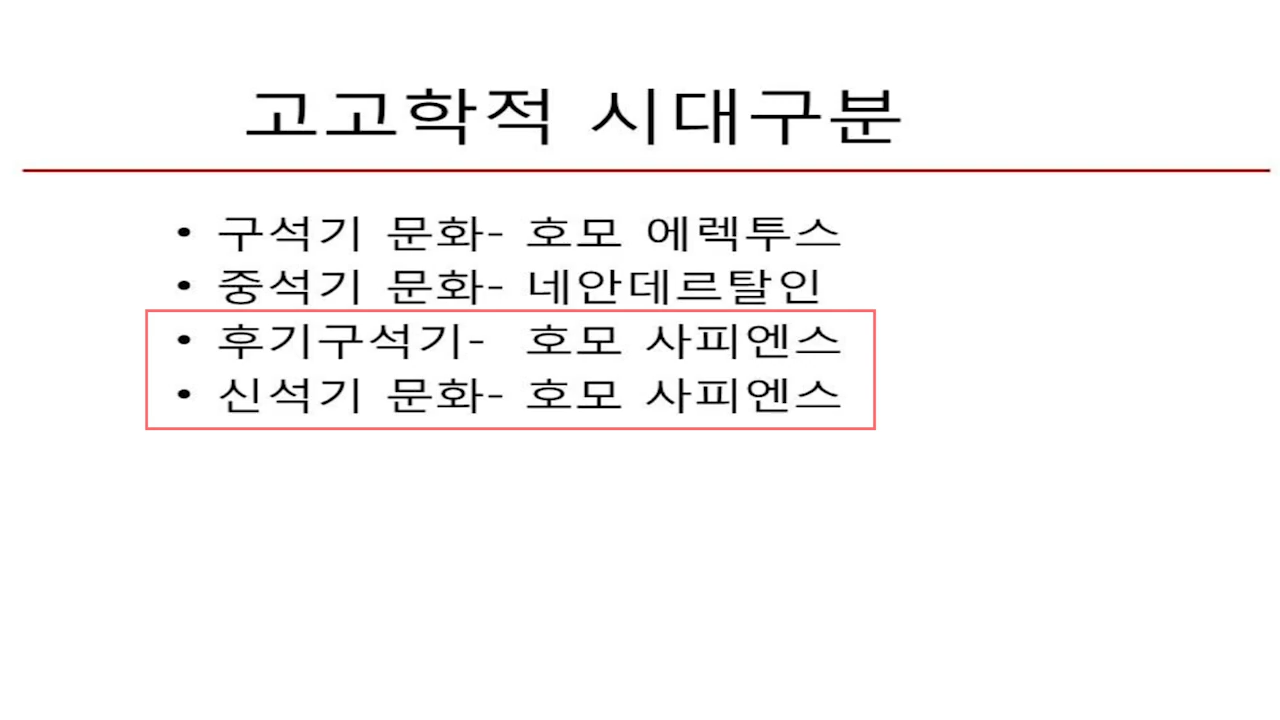 고고학적 시대구분
• 구석기 문화- 호모 에렉투스
• 중석기 문화- 네안데르탈인
• 후기구석기- 호모 사피엔스
• 신석기 문화- 호모 사피엔스